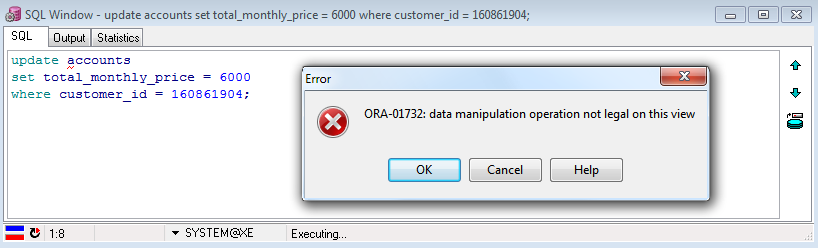 SQL Window - update accounts set total_monthly_price = 6000 where customer_id = 160861904;
SQL Output Statistics
update accounts
set total_monthly_price = 6000
where customer_id = 160861904;
Error
ORA-01732: data manipulation operation not legal on this view
OK Cancel Help
1:8 SYSTEM@XE Executing...